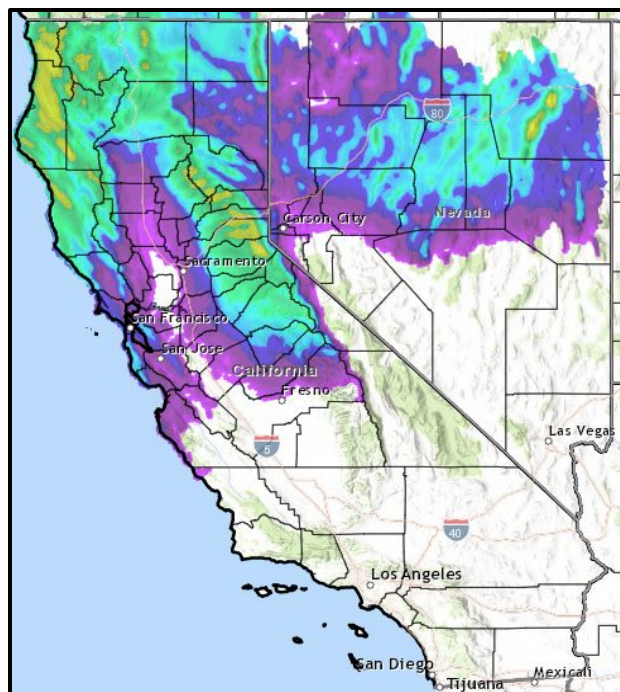 80
Nevada
Carson City
Sacramento
San Francisco
San Jose
California
Fresno
Las Vegas
5
40
Los Angeles
San Diego
Tijuana
Mexicali